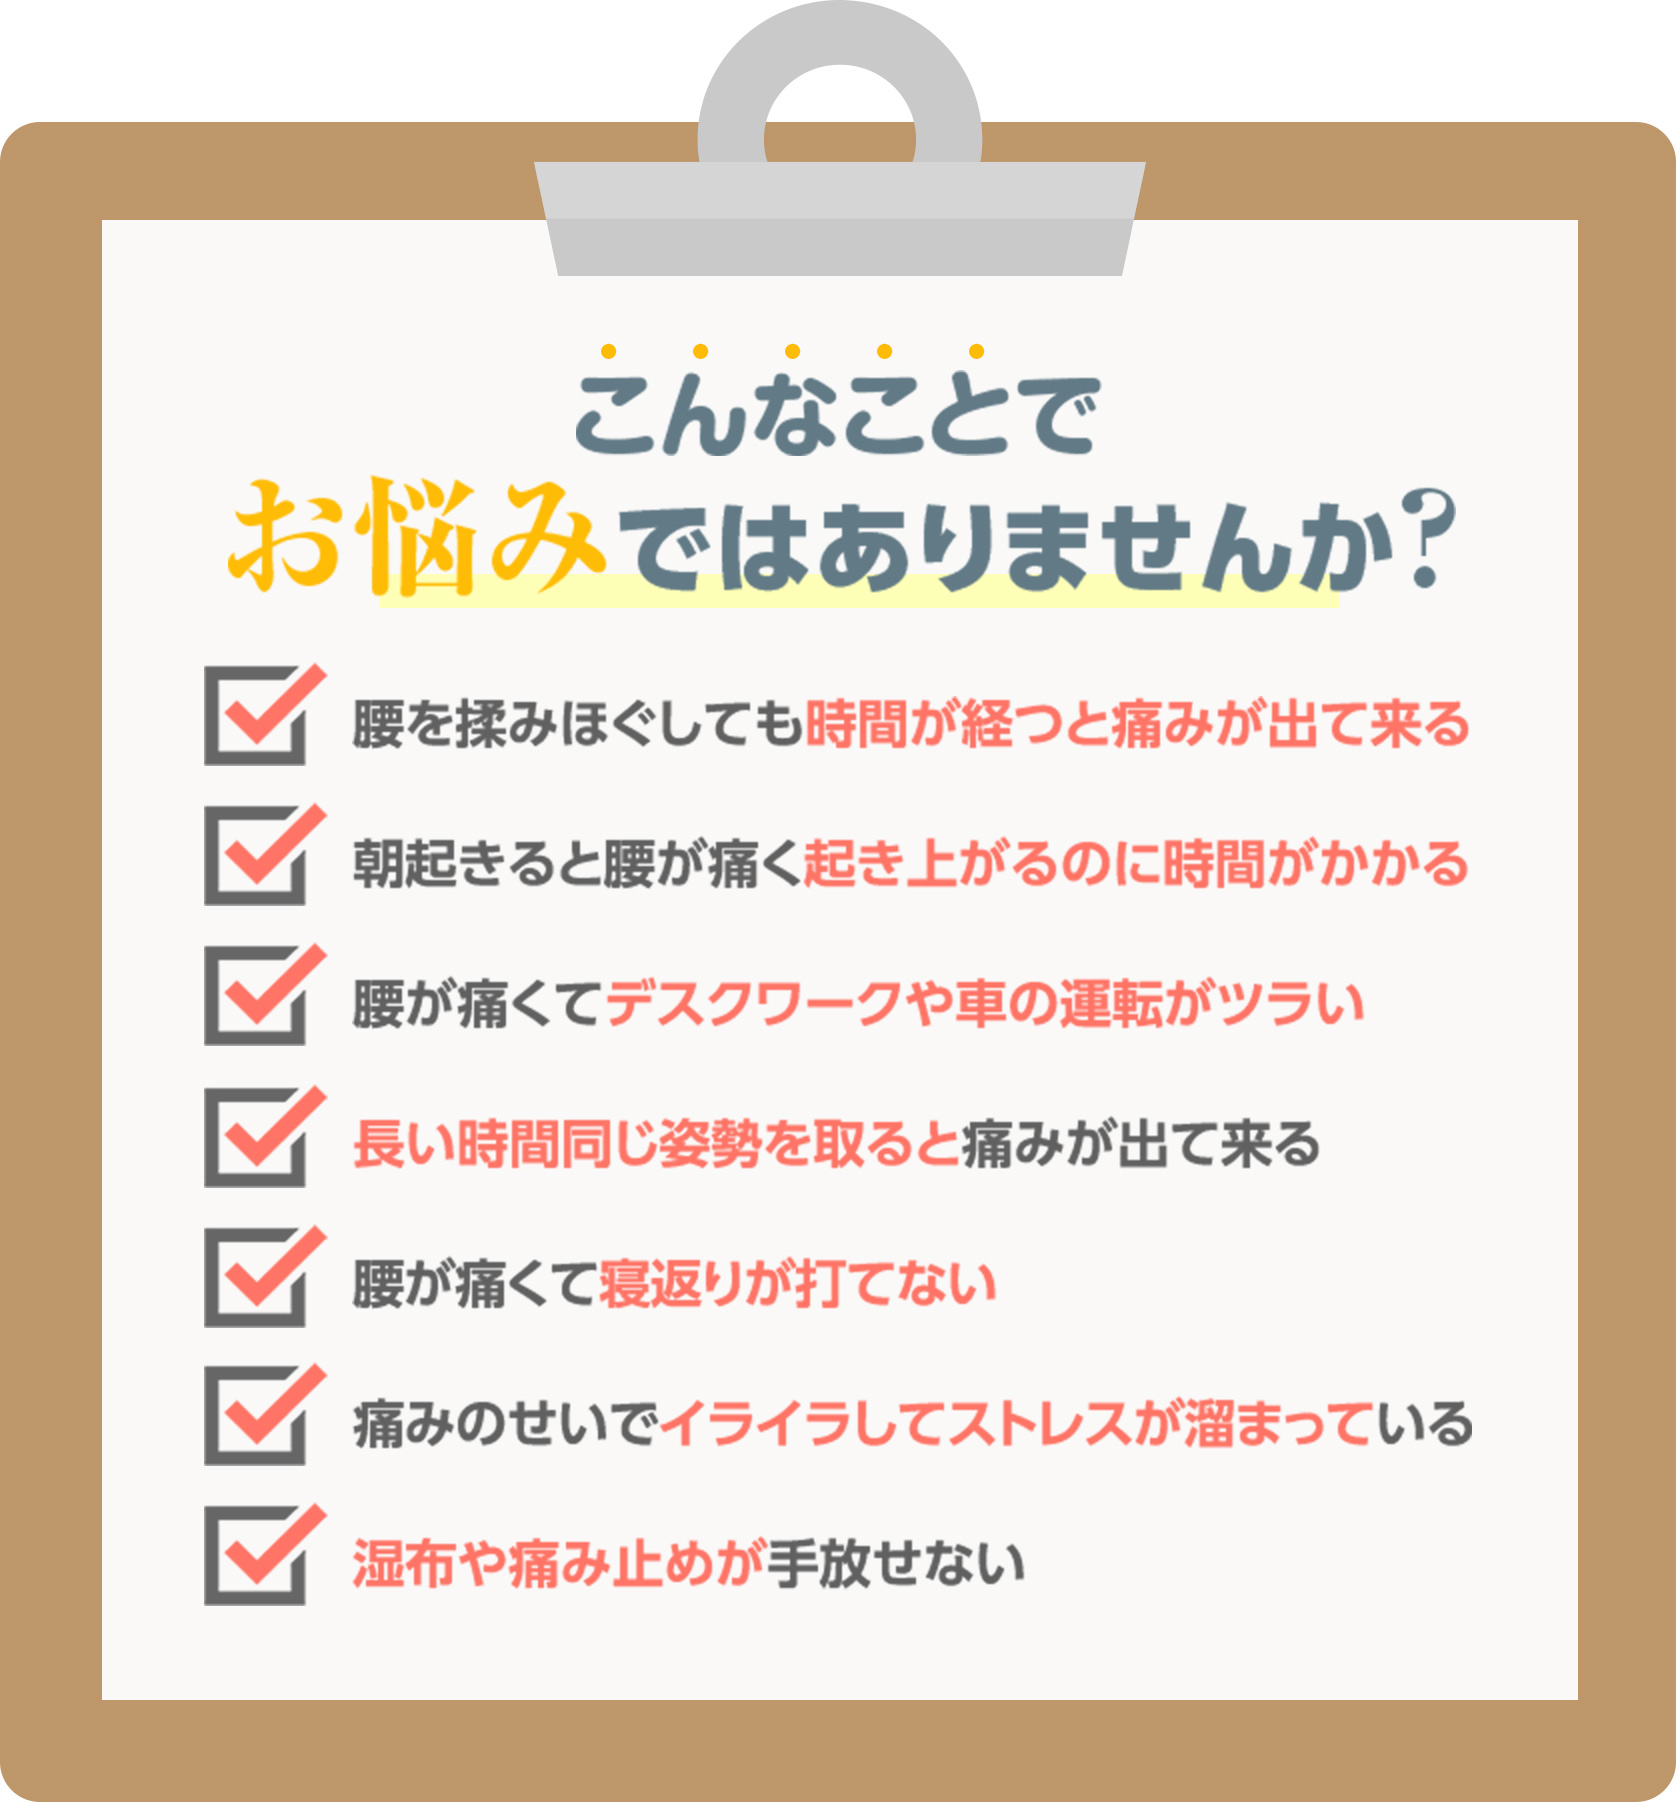 こんなことで
お悩みではありませんか?
腰を揉みほぐしても時間が経つと痛みが出て来る
朝起きると腰が痛く起き上がるのに時間がかかる
腰が痛くてデスクワークや車の運転がツラい
長い時間同じ姿勢を取ると痛みが出て来る
腰が痛くて寝返りが打てない
痛みのせいでイライラしてストレスが溜まっている
湿布や痛み止めが手放せない